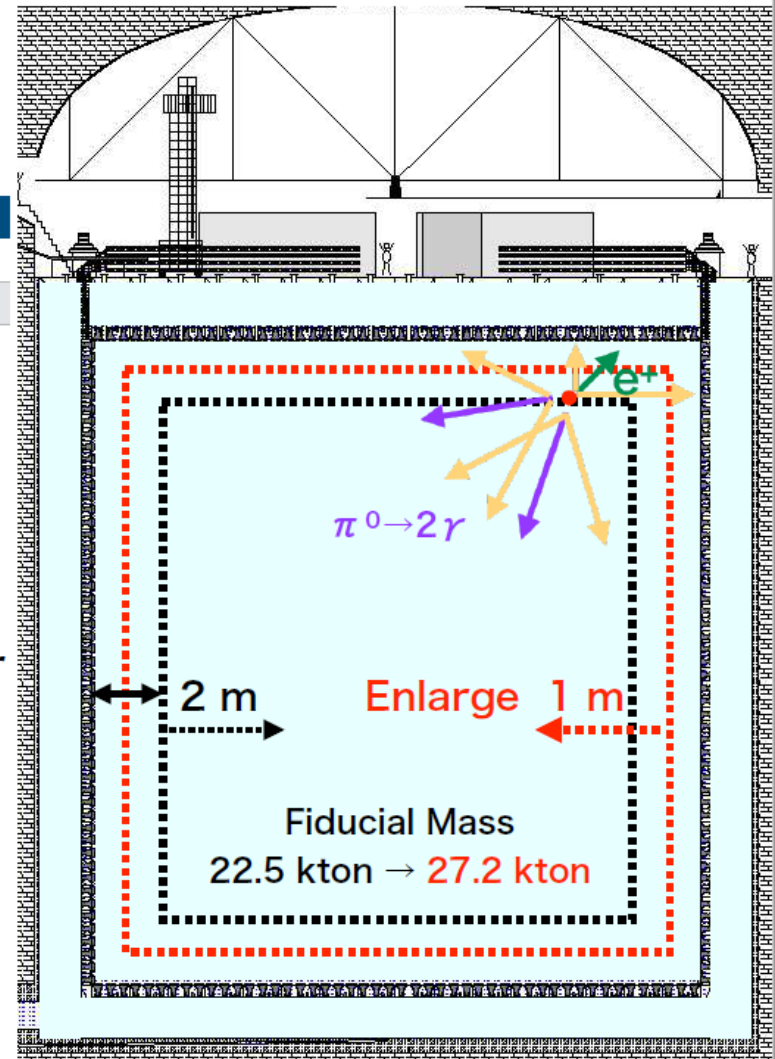 e⁺
π⁰→2γ
2 m
Enlarge 1 m
Fiducial Mass
22.5 kton → 27.2 kton